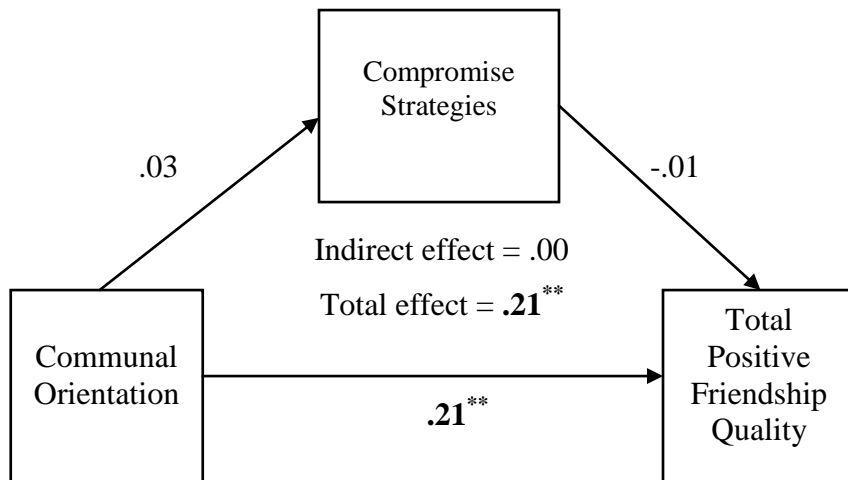 Compromise
Strategies
.03
-.01
Indirect effect = .00
Total effect = .21**
Communal
Orientation
.21**
Total
Positive
Friendship
Quality